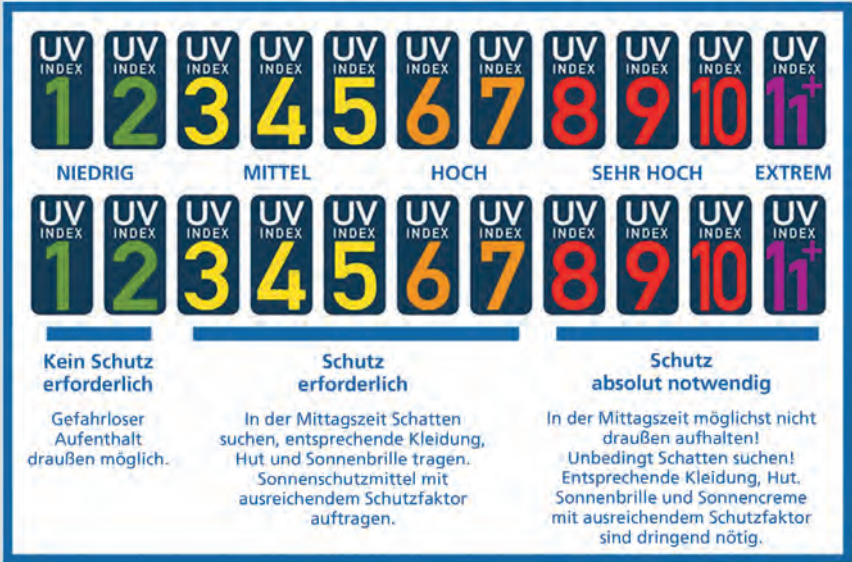 UV UV UV UV UV UV UV UV UV UV UV
INDEX INDEX INDEX INDEX INDEX INDEX INDEX INDEX INDEX INDEX INDEX
1 2 3 4 5 6 7 8 9 10 11+
NIEDRIG MITTEL HOCH SEHR HOCH EXTREM
UV UV UV UV UV UV UV UV UV UV UV
INDEX INDEX INDEX INDEX INDEX INDEX INDEX INDEX INDEX INDEX INDEX
1 2 3 4 5 6 7 8 9 10 11+
Kein Schutz
erforderlich
Gefahrloser
Aufenthalt
draußen möglich.
Schutz
erforderlich
In der Mittagszeit Schatten
suchen, entsprechende Kleidung,
Hut und Sonnenbrille tragen.
Sonnenschutzmittel mit
ausreichendem Schutzfaktor
auftragen.
Schutz
absolut notwendig
In der Mittagszeit möglichst nicht
draußen aufhalten!
Unbedingt Schatten suchen!
Entsprechende Kleidung, Hut.
Sonnenbrille und Sonnencreme
mit ausreichendem Schutzfaktor
sind dringend nötig.